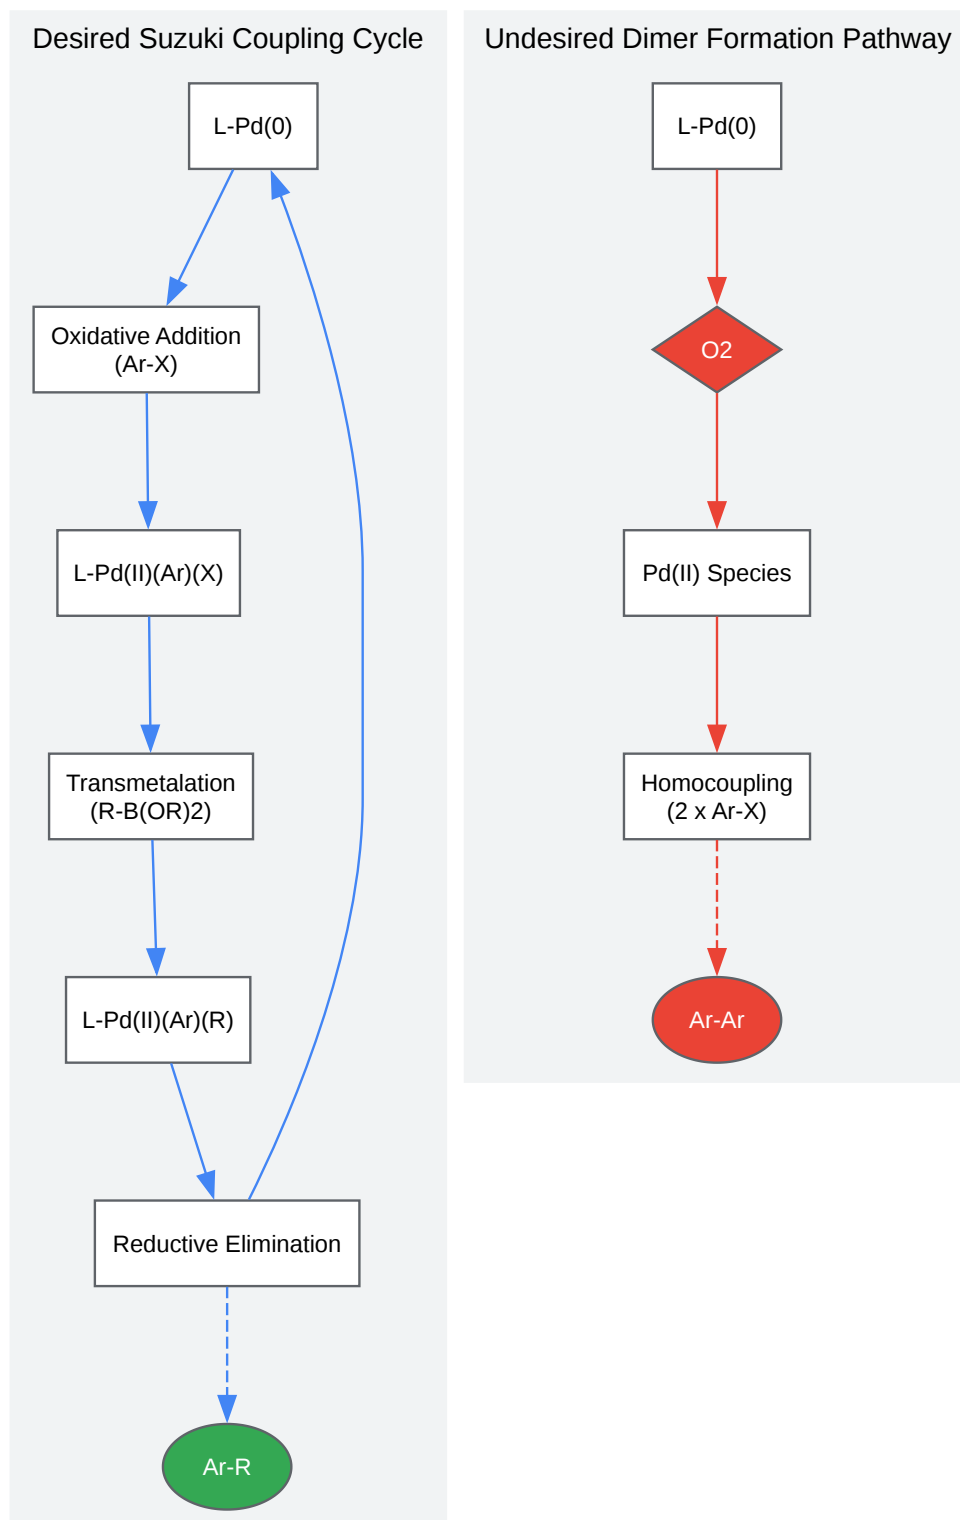 Desired Suzuki Coupling Cycle
L-Pd(0)
Oxidative Addition
(Ar-X)
L-Pd(II)(Ar)(X)
Transmetalation
(R-B(OR)2)
L-Pd(II)(Ar)(R)
Reductive Elimination
Ar-R
Undesired Dimer Formation Pathway
L-Pd(0)
O2
Pd(II) Species
Homocoupling
(2 x Ar-X)
Ar-Ar